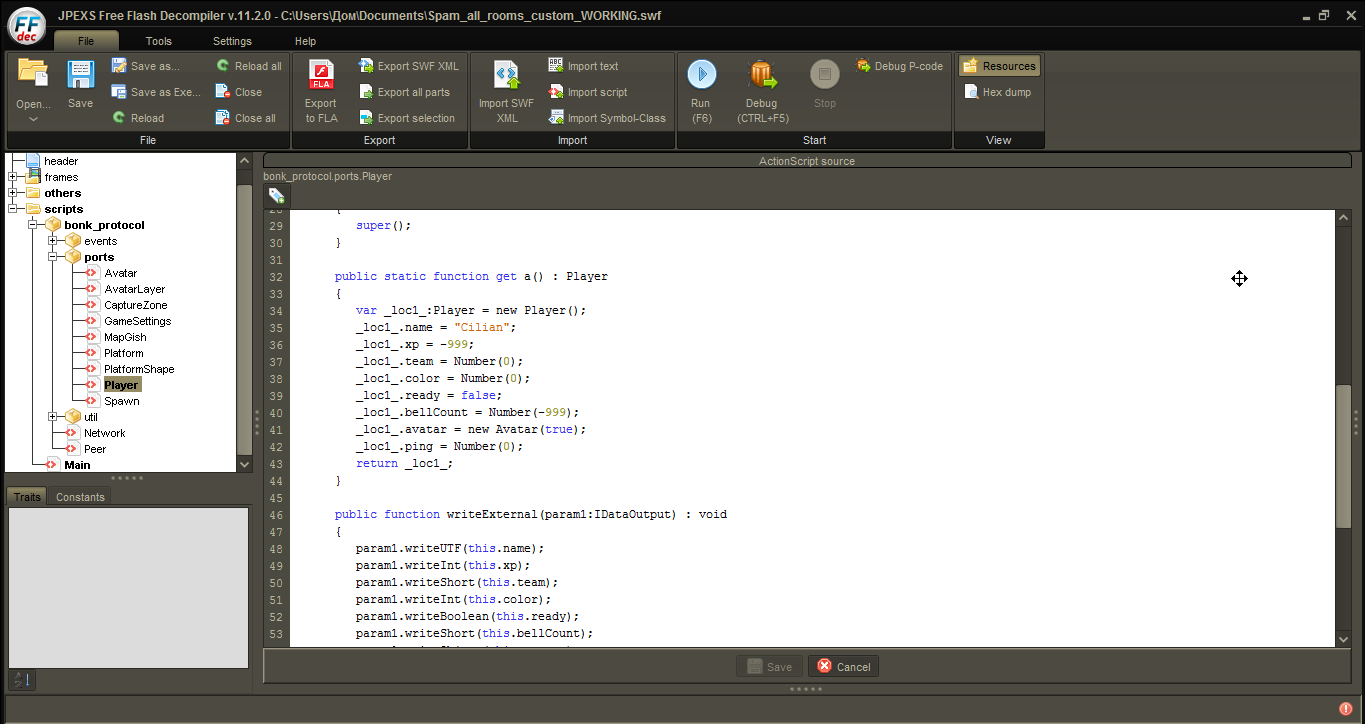 FF
dec
JPEXS Free Flash Decompiler v.11.2.0 - C:\Users\Дом\Documents\Spam_all_rooms_custom_WORKING.swf
File Tools Settings Help
Open... Save Save as... Save as Exe... Reload Reload all Close Close all
File
FLA
Export to FLA Export SWF XML Export all parts Export selection
Export
Import SWF XML ABC Import text Import script Import Symbol-Class
Import
Run (F6) Debug (CTRL+F5) Stop Debug P-code
Start
Resources Hex dump
View
header
frames
others
scripts
bonk_protocol
events
ports
Avatar
AvatarLayer
CaptureZone
GameSettings
MapGish
Platform
PlatformShape
Player
Spawn
util
Network
Peer
Main
Traits Constants
ActionScript source
bonk_protocol.ports.Player
28 {
29 super();
30 }
31
32 public static function get a() : Player
33 {
34 var _loc1_:Player = new Player();
35 _loc1_.name = "Cilian";
36 _loc1_.xp = -999;
37 _loc1_.team = Number(0);
38 _loc1_.color = Number(0);
39 _loc1_.ready = false;
40 _loc1_.bellCount = Number(-999);
41 _loc1_.avatar = new Avatar(true);
42 _loc1_.ping = Number(0);
43 return _loc1_;
44 }
45
46 public function writeExternal(param1:IDataOutput) : void
47 {
48 param1.writeUTF(this.name);
49 param1.writeInt(this.xp);
50 param1.writeShort(this.team);
51 param1.writeInt(this.color);
52 param1.writeBoolean(this.ready);
53 param1.writeShort(this.bellCount);
Save Cancel